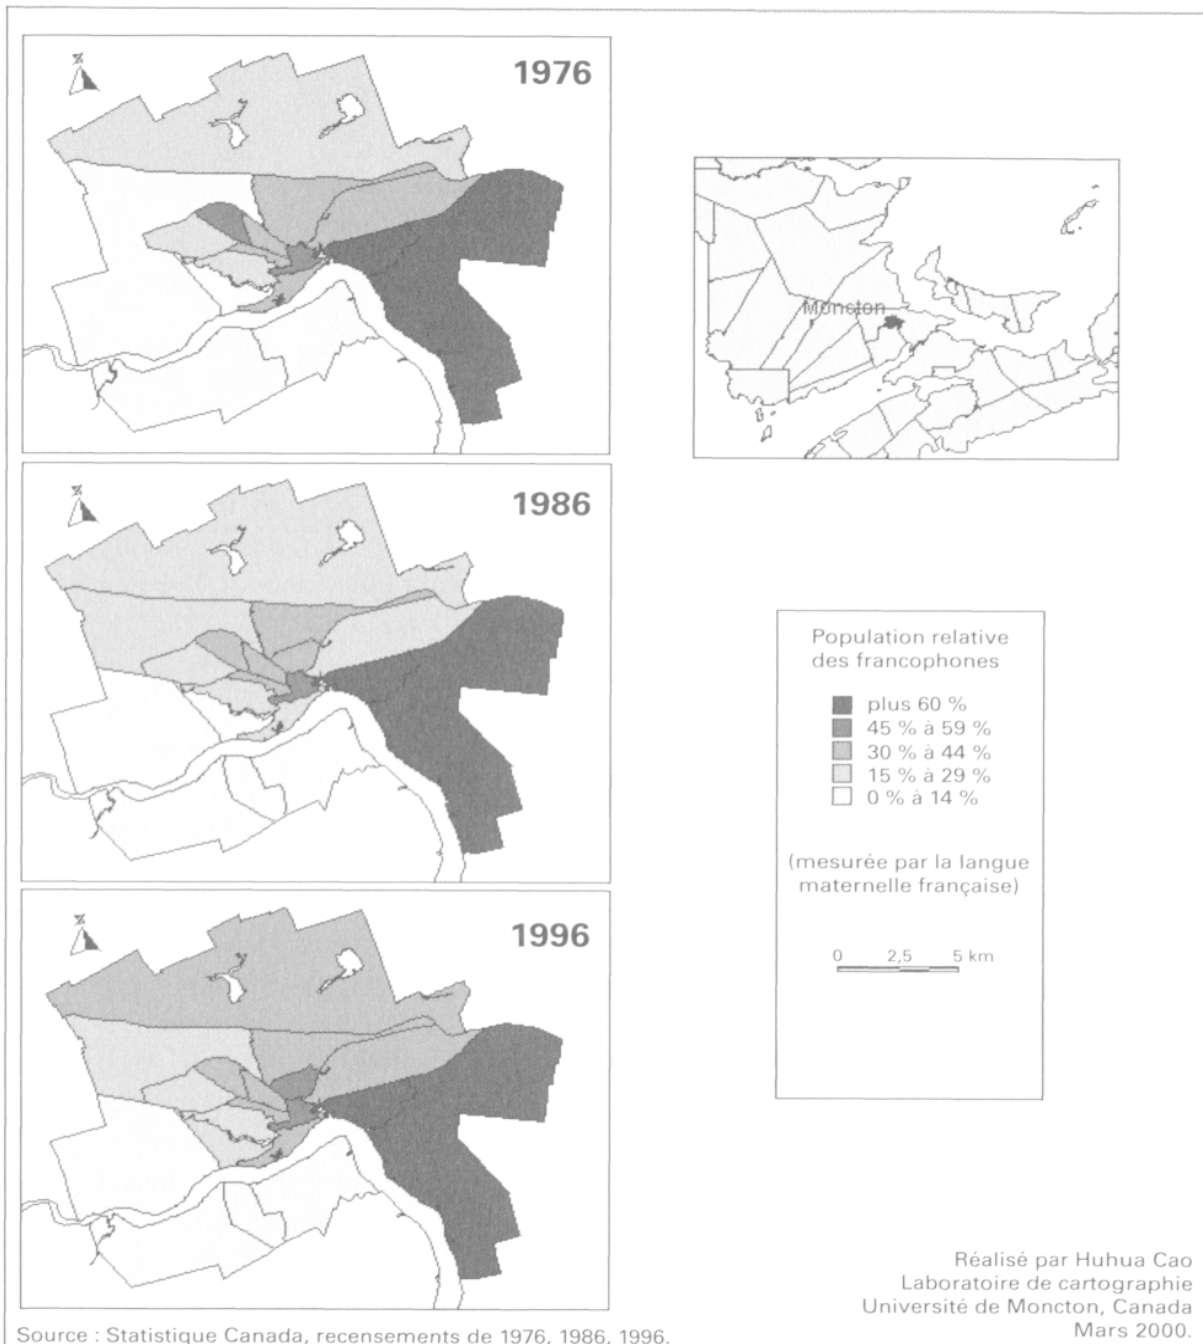 1976
Moncton
1986
Population relative
des francophones
plus 60 %
45 % à 59 %
30 % à 44 %
15 % à 29 %
0 % à 14 %
(mesurée par la langue
maternelle française)
0 2,5 5 km
1996
Réalisé par Huhua Cao
Laboratoire de cartographie
Université de Moncton, Canada
Mars 2000.
Source : Statistique Canada, recensements de 1976, 1986, 1996.